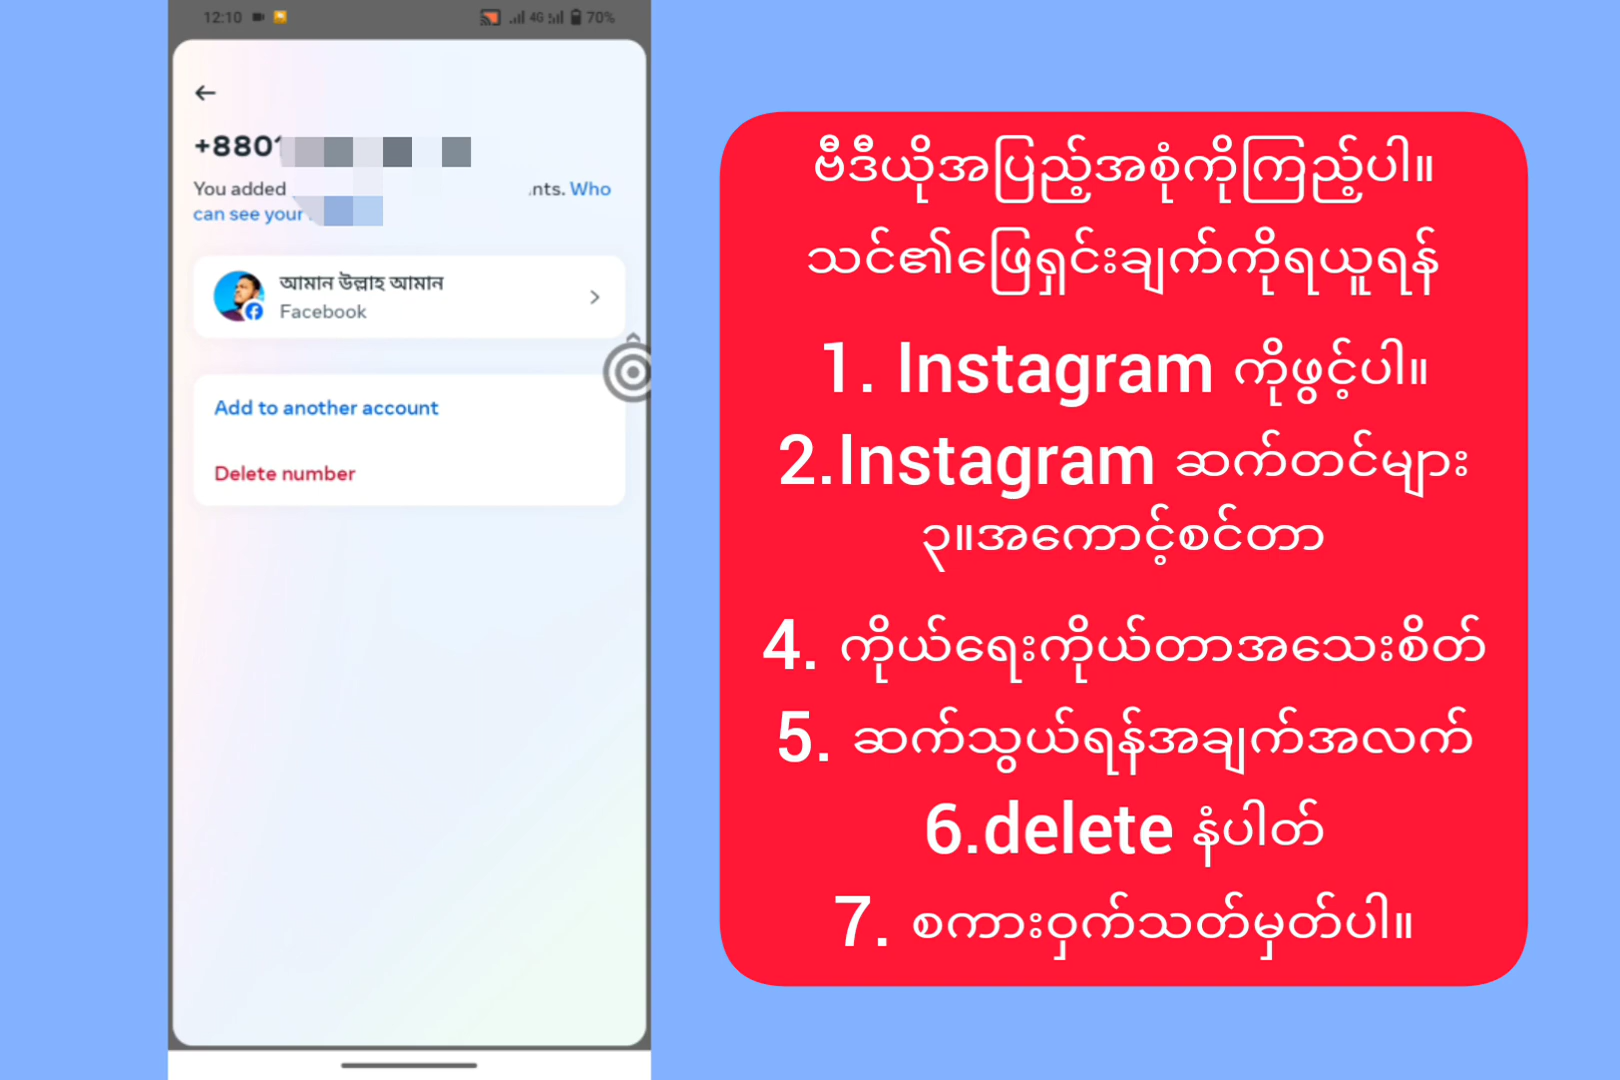 12:10
4G
70%
+880
You added
nts. Who
can see your
আমান উল্লাহ আমান
Facebook
Add to another account
Delete number
ဗီဒီယိုအပြည့်အစုံကိုကြည့်ပါ။
သင်၏ဖြေရှင်းချက်ကိုရယူရန်
1. Instagram ကိုဖွင့်ပါ။
2.Instagram ဆက်တင်များ
၃။အကောင့်စင်တာ
4. ကိုယ်ရေးကိုယ်တာအသေးစိတ်
5. ဆက်သွယ်ရန်အချက်အလက်
6.delete နံပါတ်
7. စကားဝှက်သတ်မှတ်ပါ။